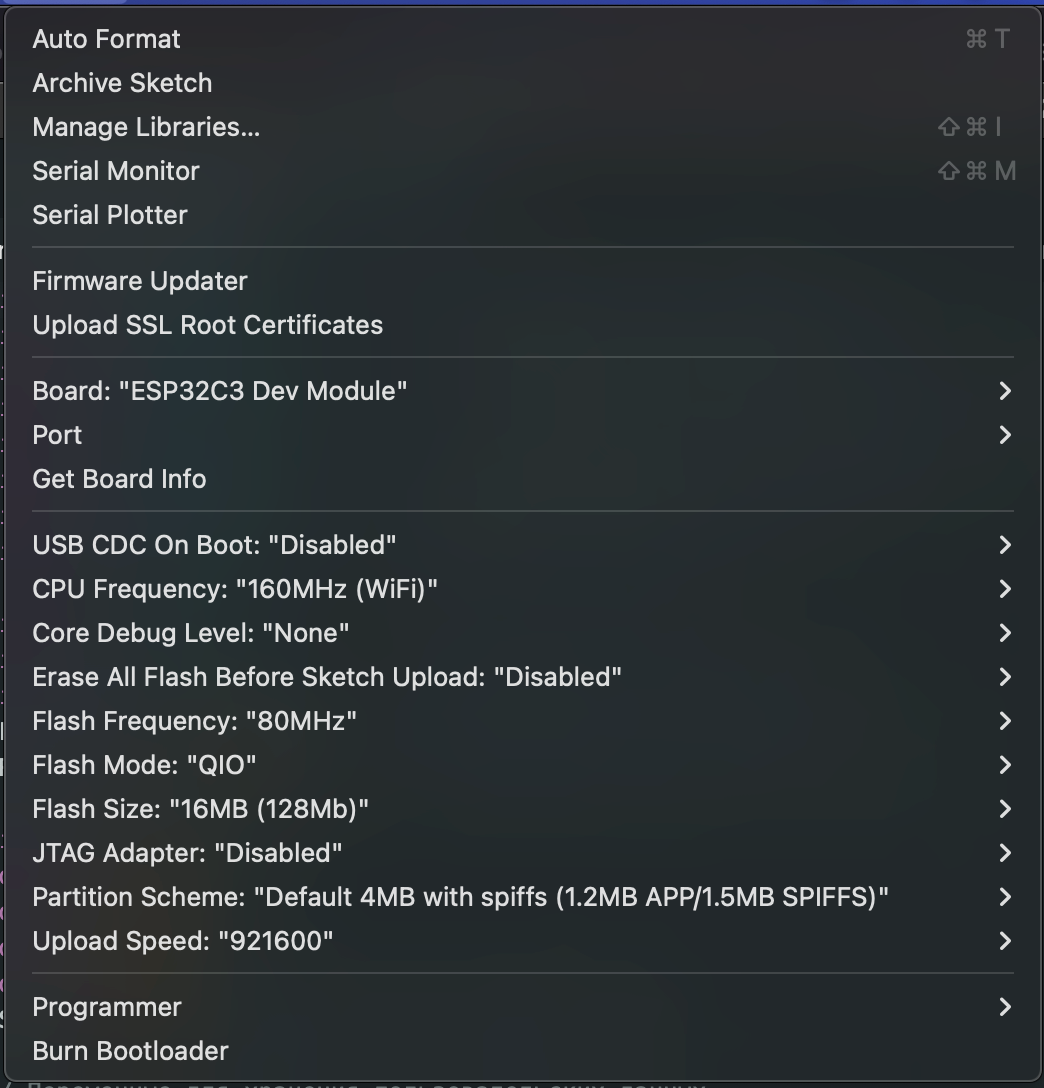 Auto Format ⌘ T
Archive Sketch
Manage Libraries... ⇧ ⌘ I
Serial Monitor ⇧ ⌘ M
Serial Plotter
Firmware Updater
Upload SSL Root Certificates
Board: "ESP32C3 Dev Module"
Port
Get Board Info
USB CDC On Boot: "Disabled"
CPU Frequency: "160MHz (WiFi)"
Core Debug Level: "None"
Erase All Flash Before Sketch Upload: "Disabled"
Flash Frequency: "80MHz"
Flash Mode: "QIO"
Flash Size: "16MB (128Mb)"
JTAG Adapter: "Disabled"
Partition Scheme: "Default 4MB with spiffs (1.2MB APP/1.5MB SPIFFS)"
Upload Speed: "921600"
Programmer
Burn Bootloader